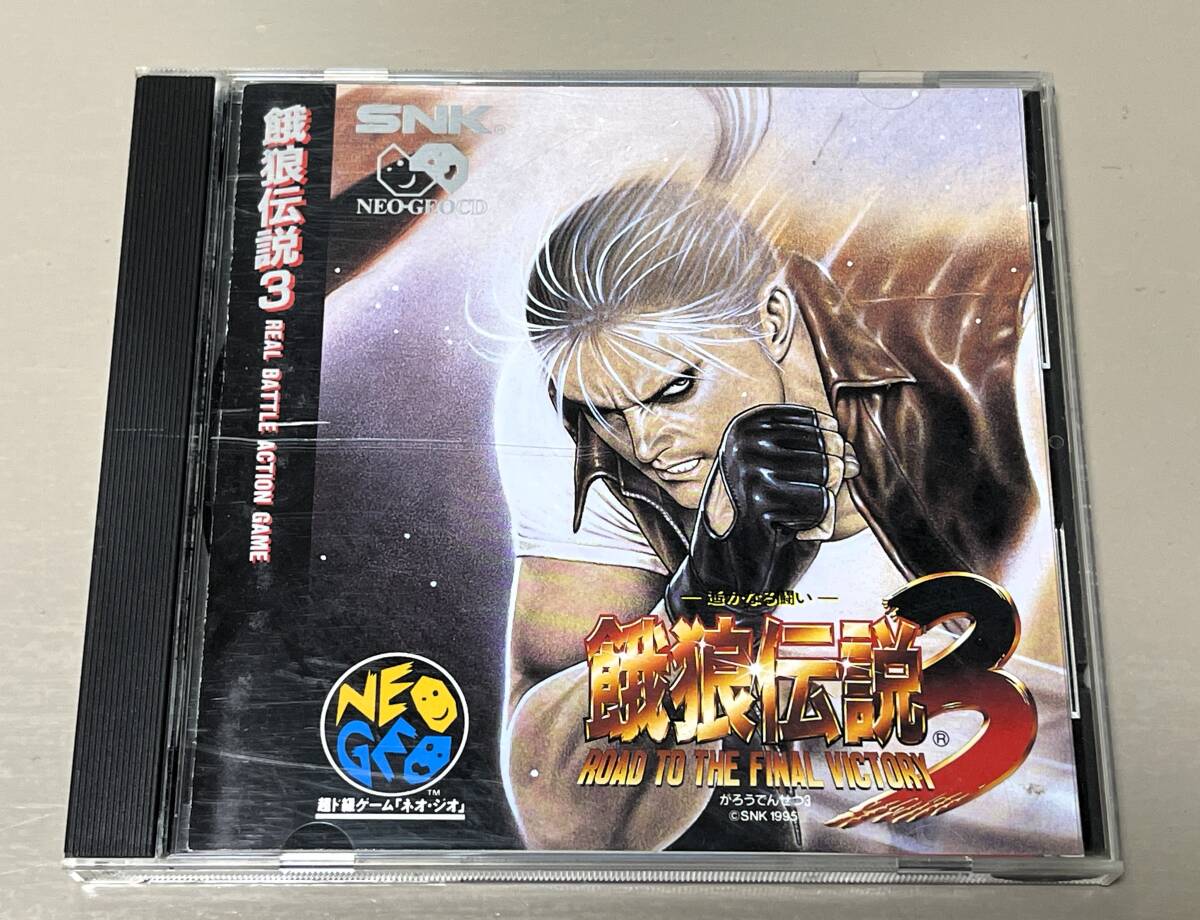 餓狼伝説3 REAL BATTLE ACTION GAME
SNK®
NEO·GEO CD
NEO
GEO
™
超ド級ゲーム「ネオ・ジオ」
— 遥かなる闘い —
餓狼伝説3®
ROAD TO THE FINAL VICTORY
がろうでんせつ3
©SNK 1995